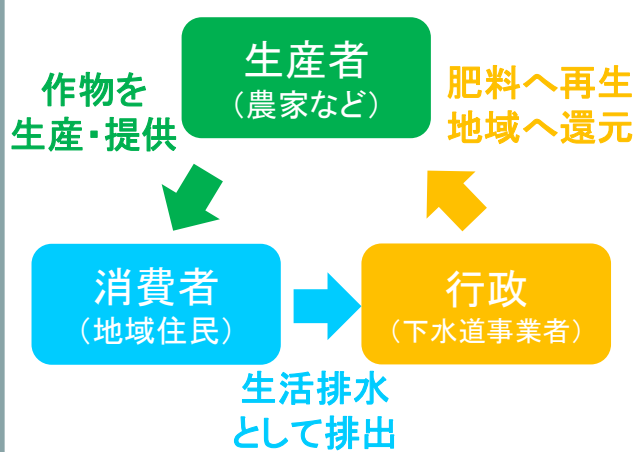 生産者
(農家など)
作物を
生産・提供
肥料へ再生
地域へ還元
消費者
(地域住民)
行政
(下水道事業者)
生活排水
として排出